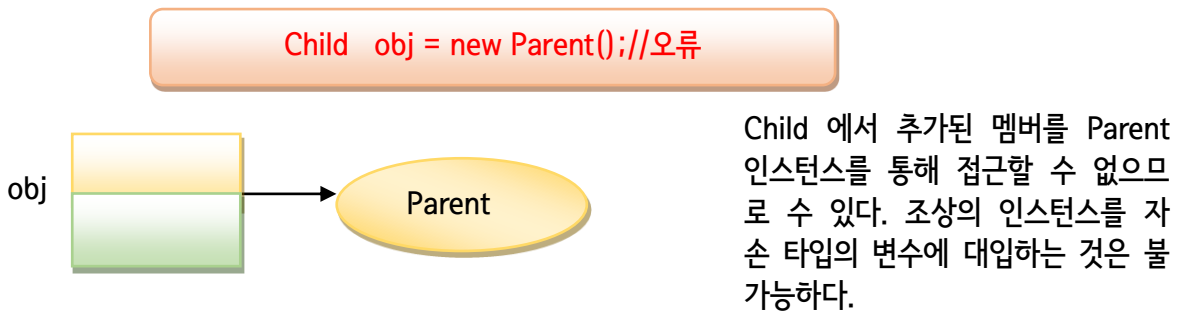 Child obj = new Parent();//오류
Child 에서 추가된 멤버를 Parent
인스턴스를 통해 접근할 수 없으므
로 수 있다. 조상의 인스턴스를 자
손 타입의 변수에 대입하는 것은 불
가능하다.
obj
Parent